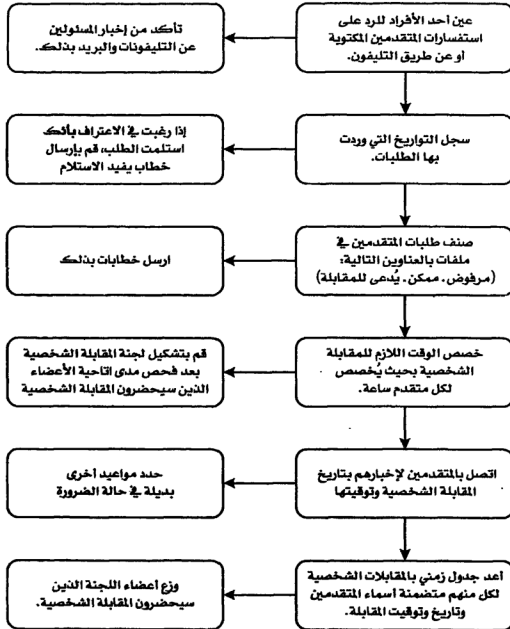 عين أحد الأفراد للرد على
استفسارات المتقدمين المكتوبة
او عن طريق التليفون.
تأكد من إخبار المسئولين
عن التليفونات والبريد بذلك.
سجل التواريخ التي وردت
بها الطلبات.
إذا رغبت في الاعتراف بأنك
استلمت الطلب، قم بإرسال
خطاب يفيد الاستلام
صنف طلبات المتقدمين في
ملفات بالعناوين التالية:
(مرفوض. ممكن. يُدعى للمقابلة)
ارسل خطابات بذلك
خصص الوقت اللازم للمقابلة
الشخصية بحيث يُخصص
لكل متقدم ساعة.
قم بتشكيل لجنة المقابلة الشخصية
بعد فحص مدى اتاحية الأعضاء
الذين سيحضرون المقابلة الشخصية
اتصل بالمتقدمين لإخبارهم بتاريخ
المقابلة الشخصية وتوقيتها
حدد مواعيد أخرى
بديلة في حالة الضرورة
أعد جدول زمني بالمقابلات الشخصية
لكل منهم متضمنة أسماء المتقدمين
وتاريخ وتوقيت المقابلة.
وزع أعضاء اللجنة الذين
سيحضرون المقابلة الشخصية.